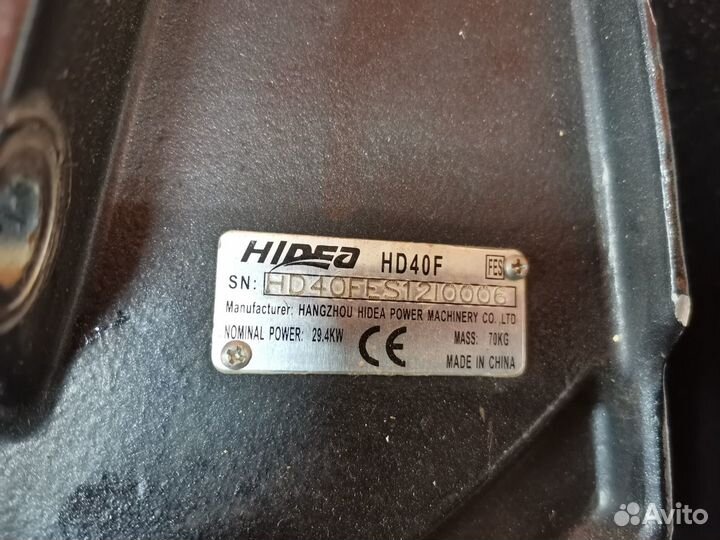 HIDEA HD40F FES
SN: HD40FES12I0006
Manufacturer: HANGZHOU HIDEA POWER MACHINERY CO. LTD
NOMINAL POWER: 29.4KW CE MASS: 70KG
MADE IN CHINA
Avito